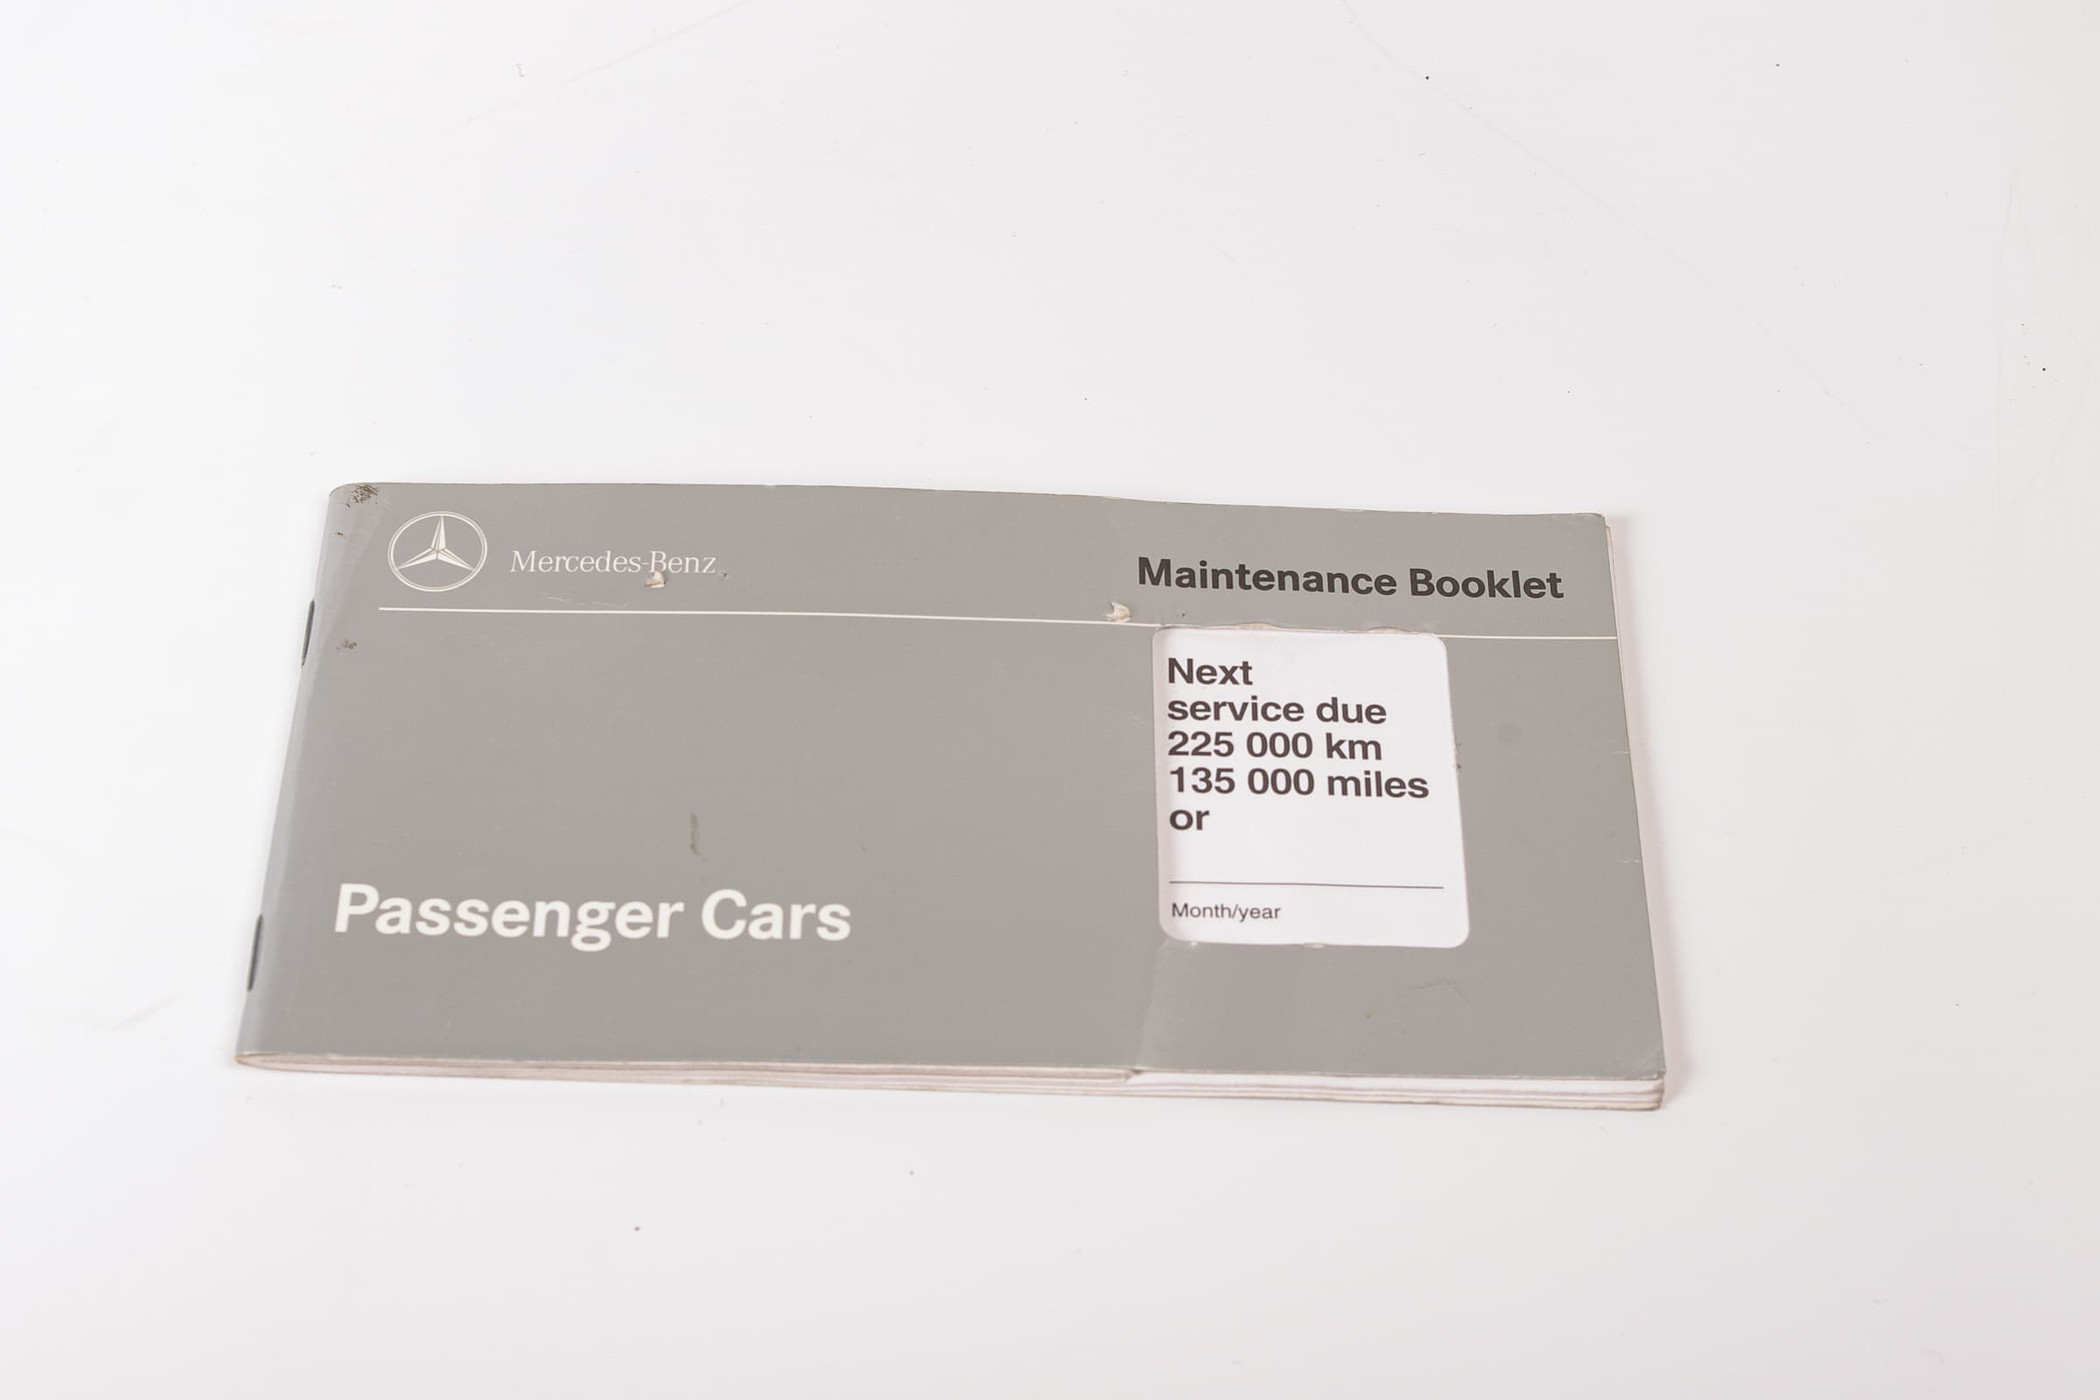 Mercedes-Benz
Maintenance Booklet
Next
service due
225 000 km
135 000 miles
or
Month/year
Passenger Cars